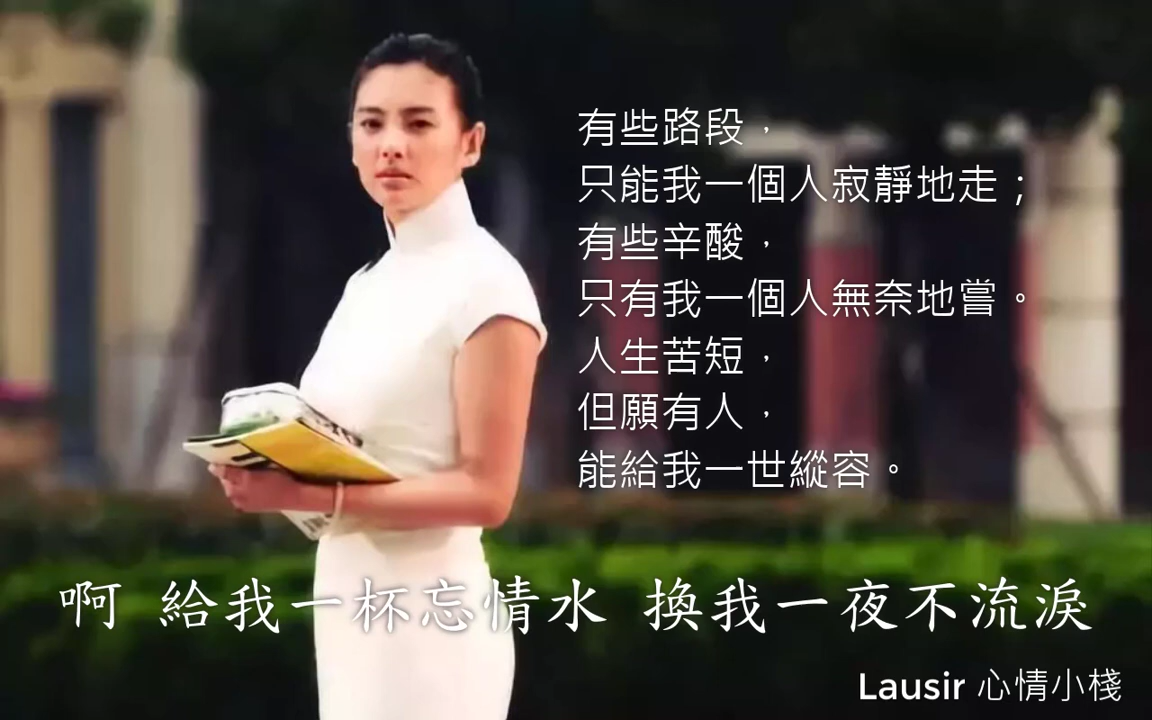 有些路段，
只能我一個人寂靜地走；
有些辛酸，
只有我一個人無奈地嘗。
人生苦短，
但願有人，
能給我一世縱容。
啊 給我一杯忘情水 換我一夜不流淚
Lausir 心情小棧